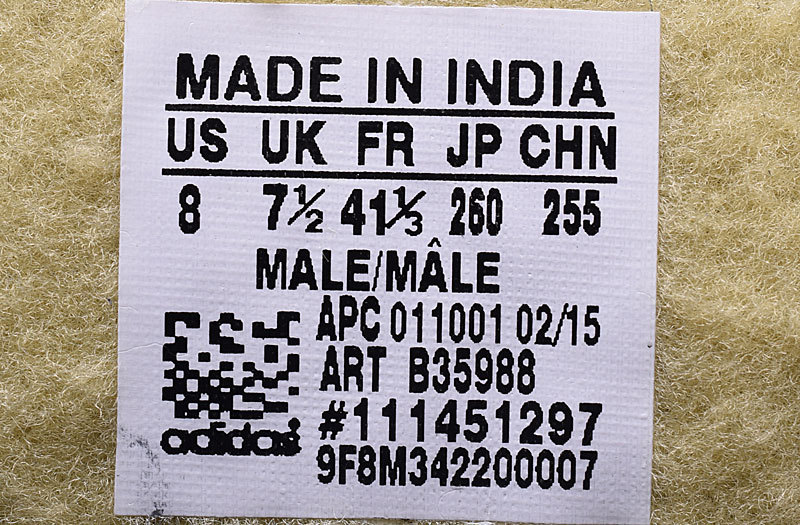 MADE IN INDIA
US UK FR JP CHN
8 7½ 41⅓ 260 255
MALE/MÂLE
APC 011001 02/15
ART B35988
#111451297
adidas
9F8M342200007